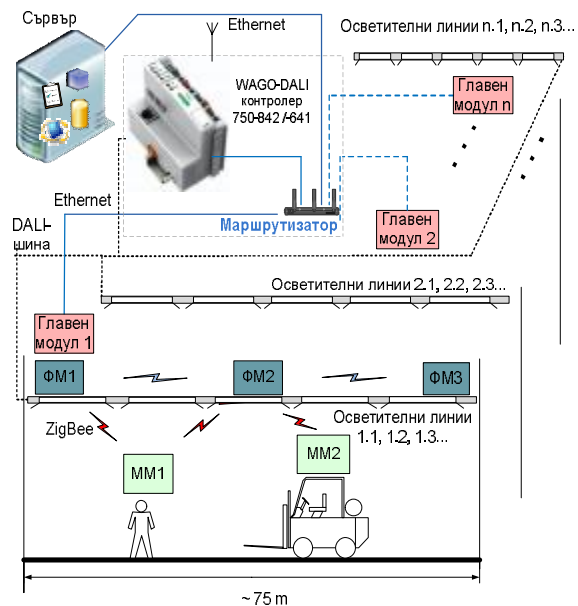 Сървър
Ethernet
Ethernet
Осветителни линии n.1, n.2, n.3...
WAGO-DALI
контролер
750-842 /-641
Главен
модул n
Ethernet
Маршрутизатор
Главен
модул 2
DALI-
шина
Осветителни линии 2.1, 2.2, 2.3...
Главен
модул 1
ФМ1
ФМ2
ФМ3
ZigBee
Осветителни линии
1.1, 1.2, 1.3...
ММ1
ММ2
~ 75 m